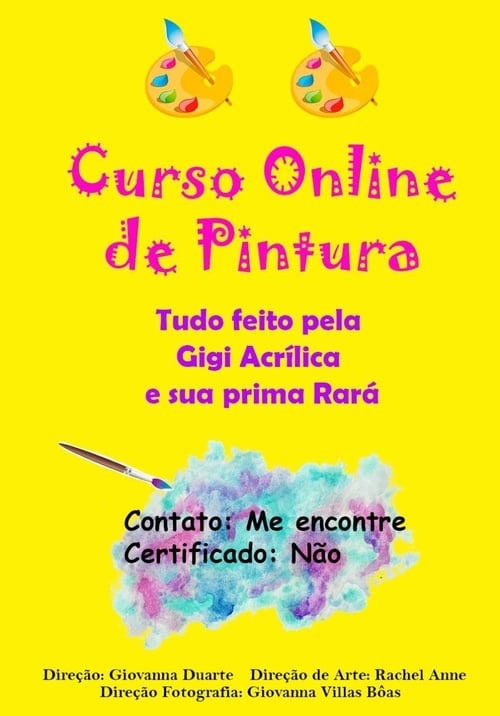 Curso Online
de Pintura
Tudo feito pela
Gigi Acrílica
e sua prima Rará
Contato: Me encontre
Certificado: Não
Direção: Giovanna Duarte Direção de Arte: Rachel Anne
Direção Fotografia: Giovanna Villas Bôas